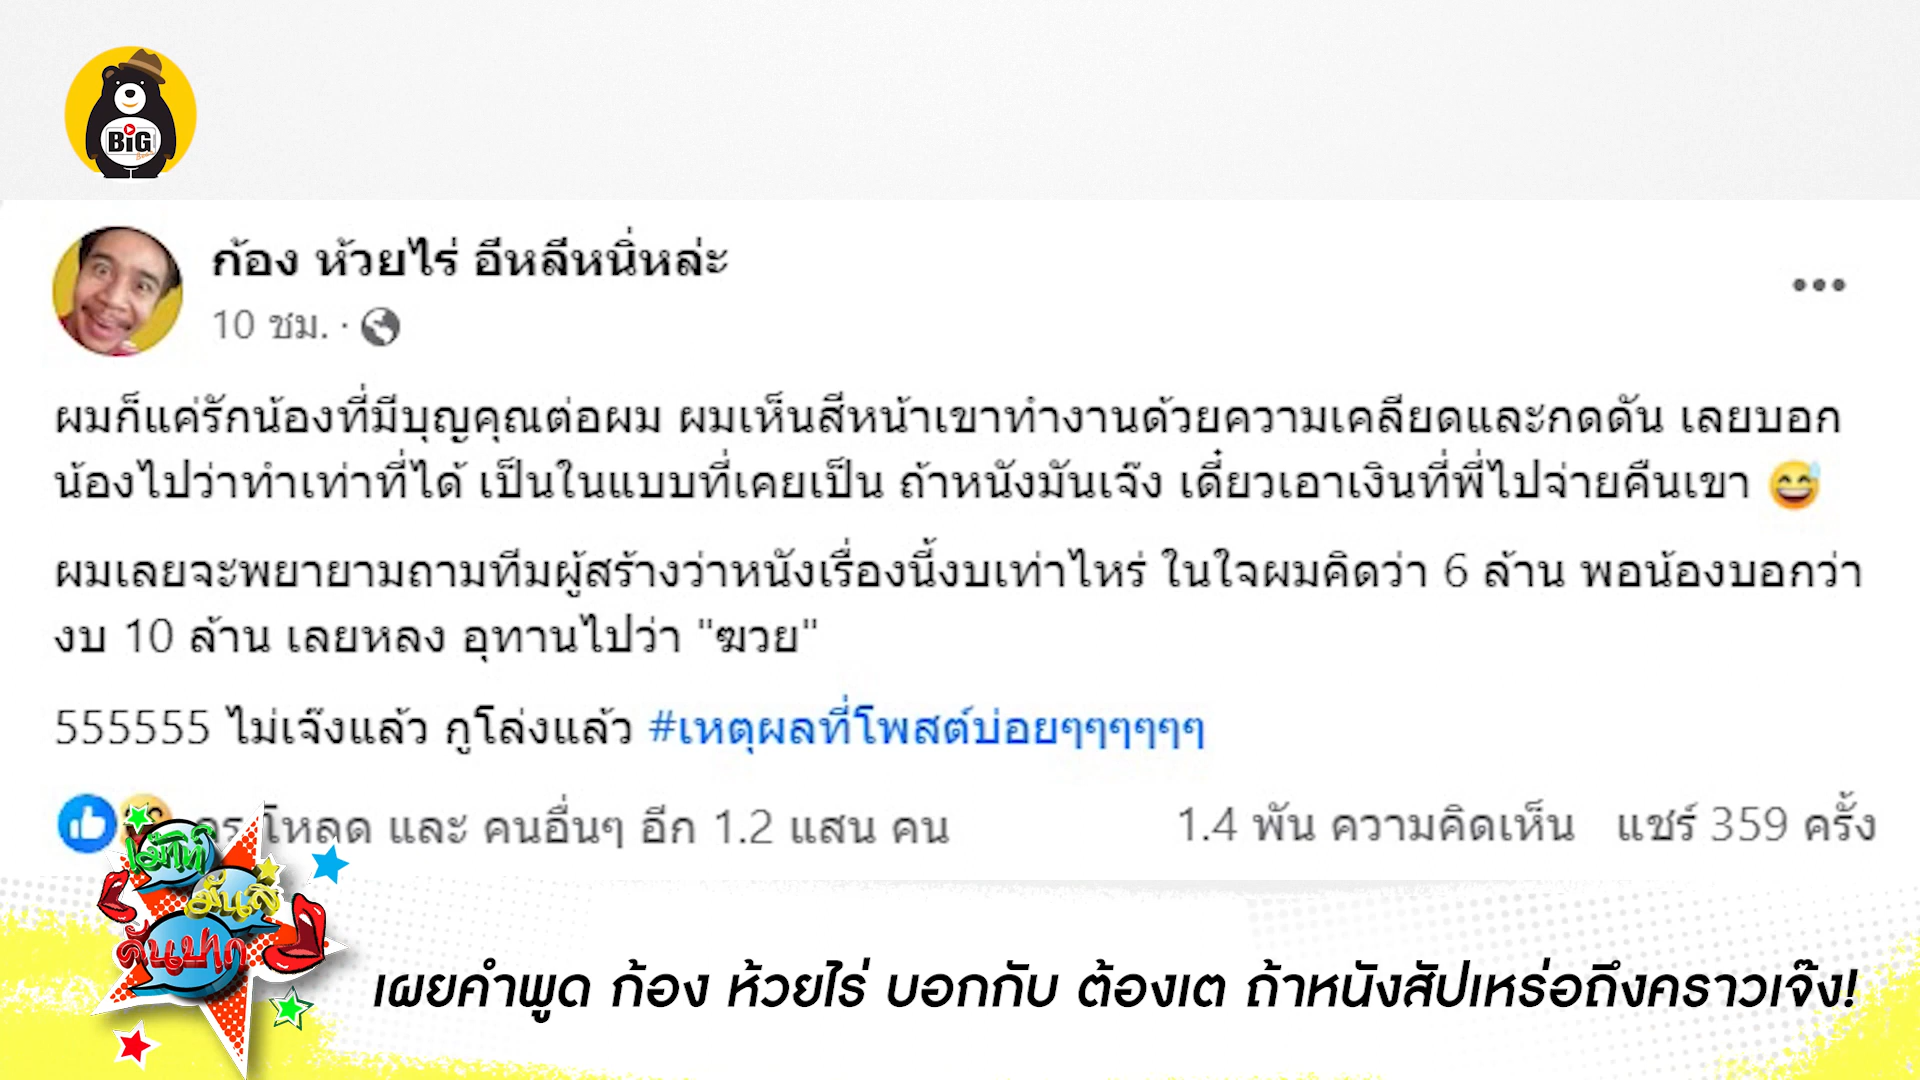 BiG
ก้อง ห้วยไร่ อีหลีหนิ่หล่ะ
10 ชม. ·
ผมก็แค่รักน้องที่มีบุญคุณต่อผม ผมเห็นสีหน้าเขาทำงานด้วยความเคลียดและกดดัน เลยบอก
น้องไปว่าทำเท่าที่ได้ เป็นในแบบที่เคยเป็น ถ้าหนังมันเจ๊ง เดี๋ยวเอาเงินที่พี่ไปจ่ายคืนเขา 😅
ผมเลยจะพยายามถามทีมผู้สร้างว่าหนังเรื่องนี้งบเท่าไหร่ ในใจผมคิดว่า 6 ล้าน พอน้องบอกว่า
งบ 10 ล้าน เลยหลง อุทานไปว่า "ฆวย"
555555 ไม่เจ๊งแล้ว กูโล่งแล้ว #เหตุผลที่โพสต์บ่อยๆๆๆๆๆๆ
โหลด และ คนอื่นๆ อีก 1.2 แสน คน
1.4 พัน ความคิดเห็น แชร์ 359 ครั้ง
เม้าท์
มันส์
คันปาก
เผยคำพูด ก้อง ห้วยไร่ บอกกับ ต้องเต ถ้าหนังสัปเหร่อถึงคราวเจ๊ง!